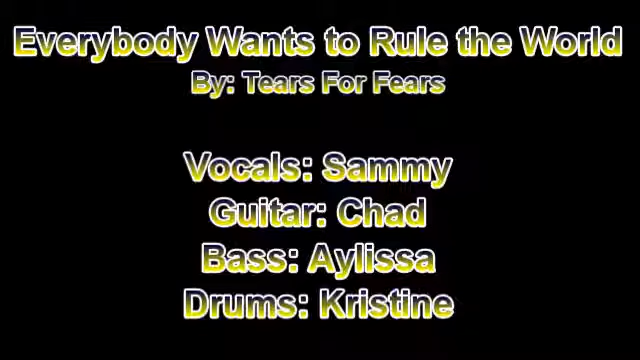 Everybody Wants to Rule the World
By: Tears For Fears
Vocals: Sammy
Guitar: Chad
Bass: Aylissa
Drums: Kristine